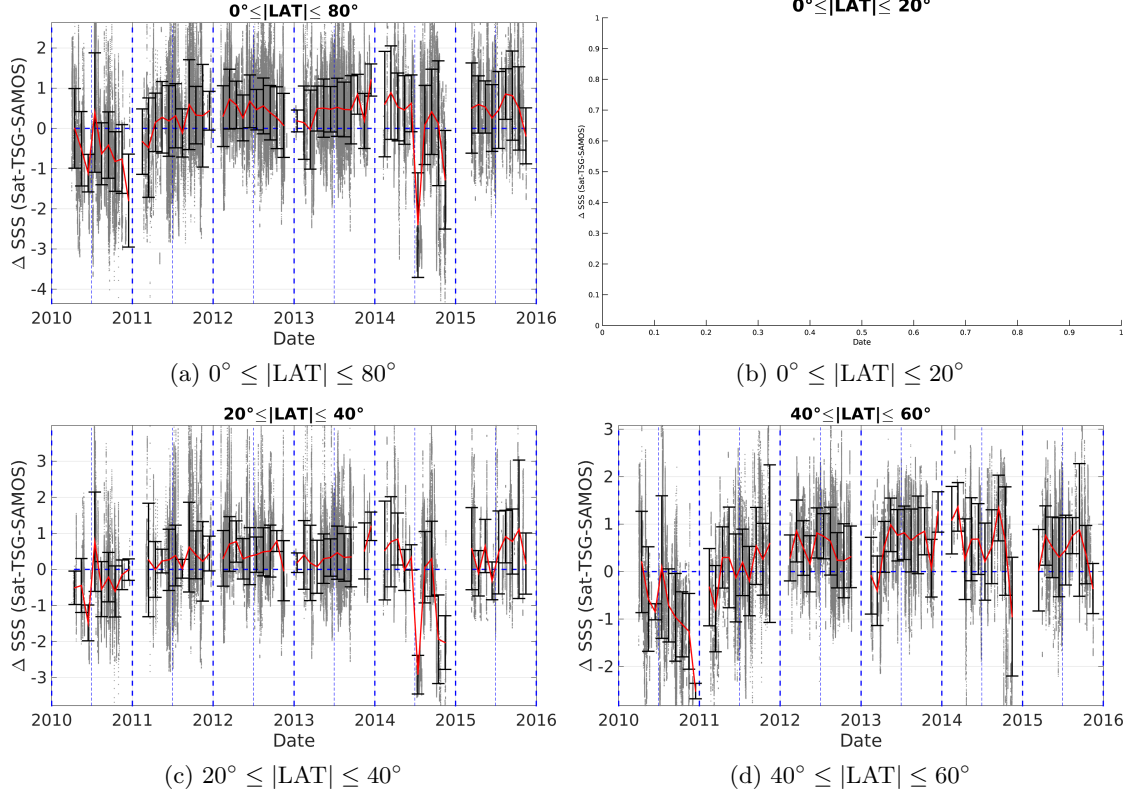 0°≤|LAT|≤ 80°
2
1
0
-1
-2
-3
-4
Δ SSS (Sat-TSG-SAMOS)
2010 2011 2012 2013 2014 2015 2016
Date
(a) 0° ≤ |LAT| ≤ 80°
0°≤|LAT|≤ 20°
1
0.9
0.8
0.7
0.6
0.5
0.4
0.3
0.2
0.1
0
Δ SSS (Sat-TSG-SAMOS)
0 0.1 0.2 0.3 0.4 0.5 0.6 0.7 0.8 0.9 1
Date
(b) 0° ≤ |LAT| ≤ 20°
20°≤|LAT|≤ 40°
3
2
1
0
-1
-2
-3
Δ SSS (Sat-TSG-SAMOS)
2010 2011 2012 2013 2014 2015 2016
Date
(c) 20° ≤ |LAT| ≤ 40°
40°≤|LAT|≤ 60°
3
2
1
0
-1
-2
Δ SSS (Sat-TSG-SAMOS)
2010 2011 2012 2013 2014 2015 2016
Date
(d) 40° ≤ |LAT| ≤ 60°